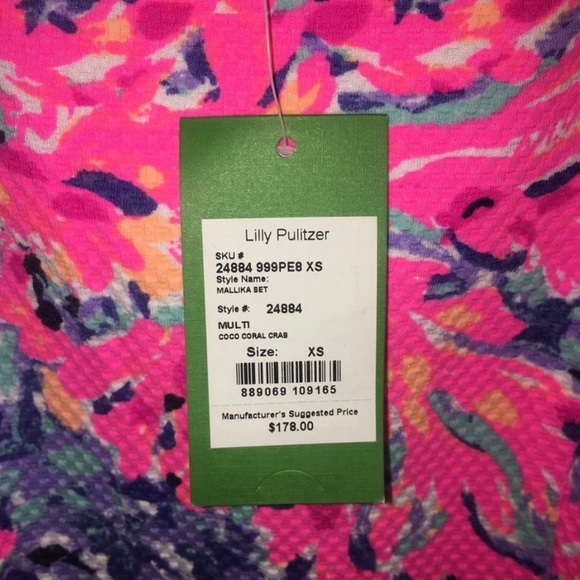 Lilly Pulitzer
SKU #
24884 999PE8 XS
Style Name:
MALLIKA SET
Style #: 24884
MULTI
COCO CORAL CRAB
Size: XS
889069 109165
Manufacturer's Suggested Price
$178.00